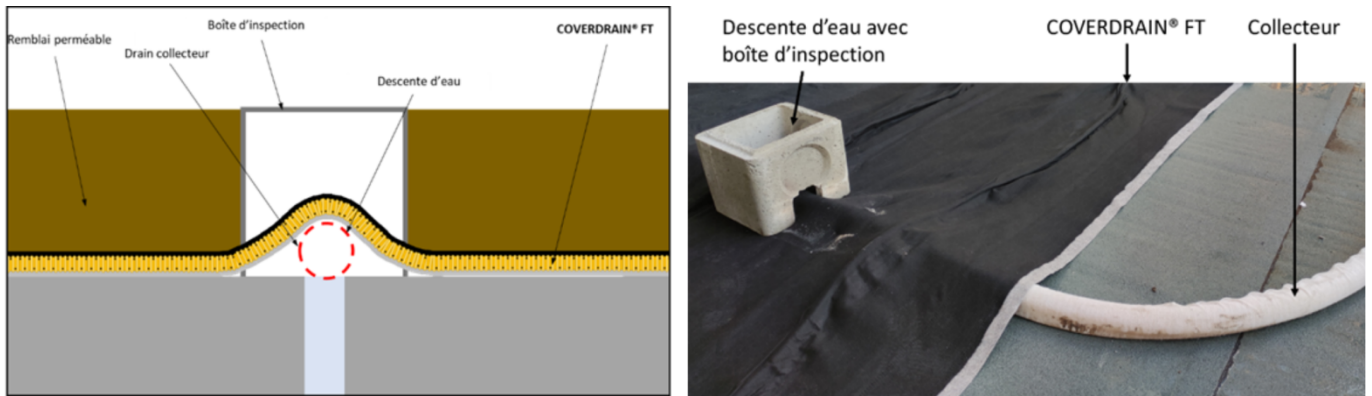 Boîte d'inspection
COVERDRAIN® FT
Remblai perméable
Drain collecteur
Descente d'eau
Descente d'eau avec
boîte d'inspection
COVERDRAIN® FT
Collecteur